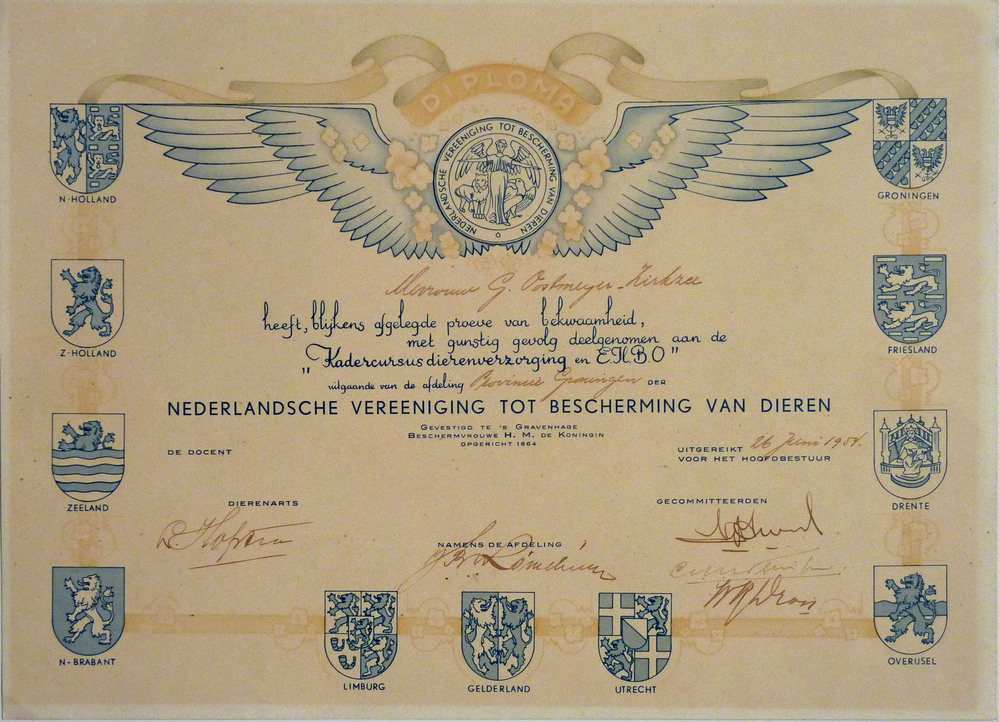 DIPLOMA
NEDERLANDSCHE VEREENIGING TOT BESCHERMING VAN DIEREN
N-HOLLAND
GRONINGEN
Mevrouw G. Oostmeyer-Kirkzee
heeft, blijkens afgelegde proeve van bekwaamheid,
met gunstig gevolg deelgenomen aan de
Z-HOLLAND
FRIESLAND
"Kadercursus dierenverzorging en E.H.B.O"
uitgaande van de afdeling Provincie Groningen DER
NEDERLANDSCHE VEREENIGING TOT BESCHERMING VAN DIEREN
GEVESTIGD TE 'S GRAVENHAGE
BESCHERMVROUWE H. M. DE KONINGIN
OPGERICHT 1864
DE DOCENT
UITGEREIKT 26 Juni
VOOR HET HOOFDBESTUUR
ZEELAND
DIERENARTS
GECOMMITTEERDEN
DRENTE
Hofstra
NAMENS DE AFDELING
N-BRABANT
OVERIJSEL
LIMBURG
GELDERLAND
UTRECHT